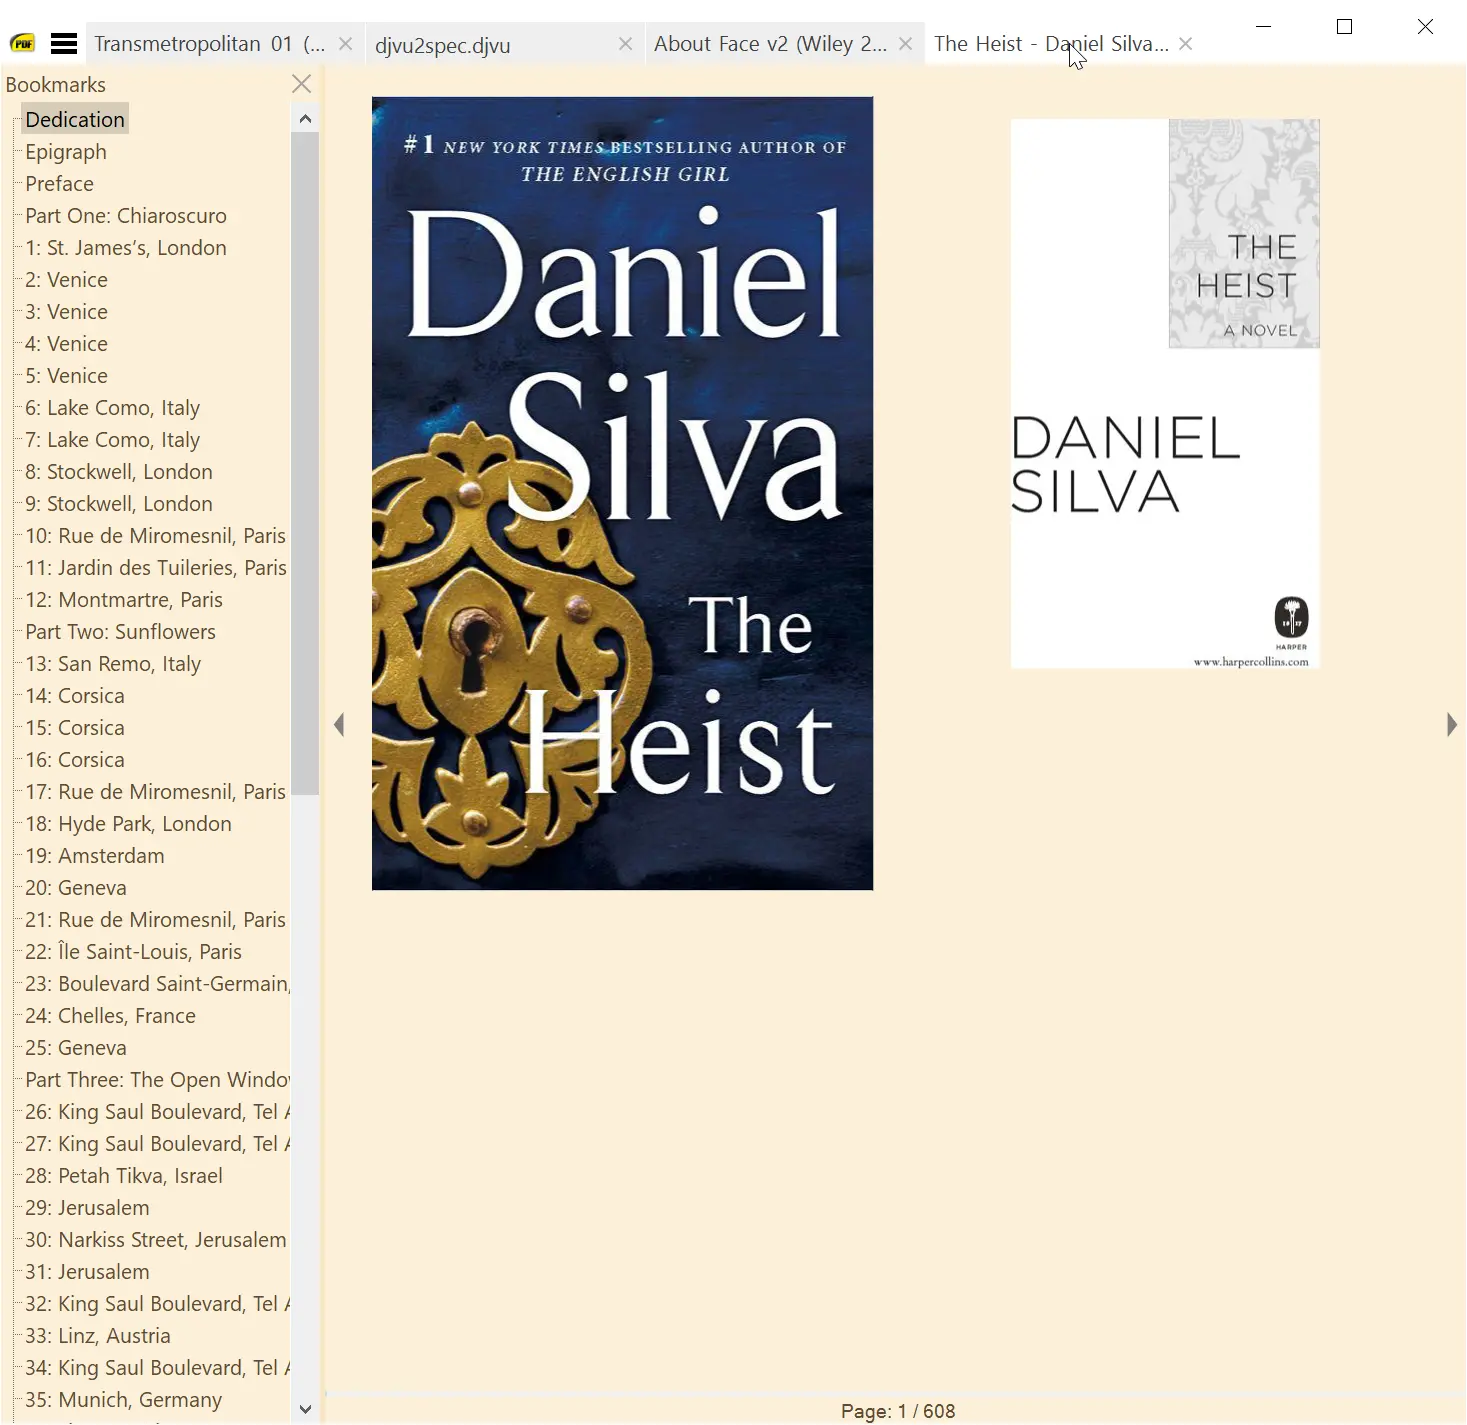 PDF
Transmetropolitan 01 (...
djvu2spec.djvu
About Face v2 (Wiley 2...
The Heist - Daniel Silva...
Bookmarks
Dedication
Epigraph
Preface
Part One: Chiaroscuro
1: St. James’s, London
2: Venice
3: Venice
4: Venice
5: Venice
6: Lake Como, Italy
7: Lake Como, Italy
8: Stockwell, London
9: Stockwell, London
10: Rue de Miromesnil, Paris
11: Jardin des Tuileries, Paris
12: Montmartre, Paris
Part Two: Sunflowers
13: San Remo, Italy
14: Corsica
15: Corsica
16: Corsica
17: Rue de Miromesnil, Paris
18: Hyde Park, London
19: Amsterdam
20: Geneva
21: Rue de Miromesnil, Paris
22: Île Saint-Louis, Paris
23: Boulevard Saint-Germain,
24: Chelles, France
25: Geneva
Part Three: The Open Windo
26: King Saul Boulevard, Tel
27: King Saul Boulevard, Tel
28: Petah Tikva, Israel
29: Jerusalem
30: Narkiss Street, Jerusalem
31: Jerusalem
32: King Saul Boulevard, Tel
33: Linz, Austria
34: King Saul Boulevard, Tel
35: Munich, Germany
#1 NEW YORK TIMES BESTSELLING AUTHOR OF
THE ENGLISH GIRL
Daniel
Silva
The
Heist
THE
HEIST
A NOVEL
DANIEL
SILVA
HARPER
www.harpercollins.com
Page: 1 / 608